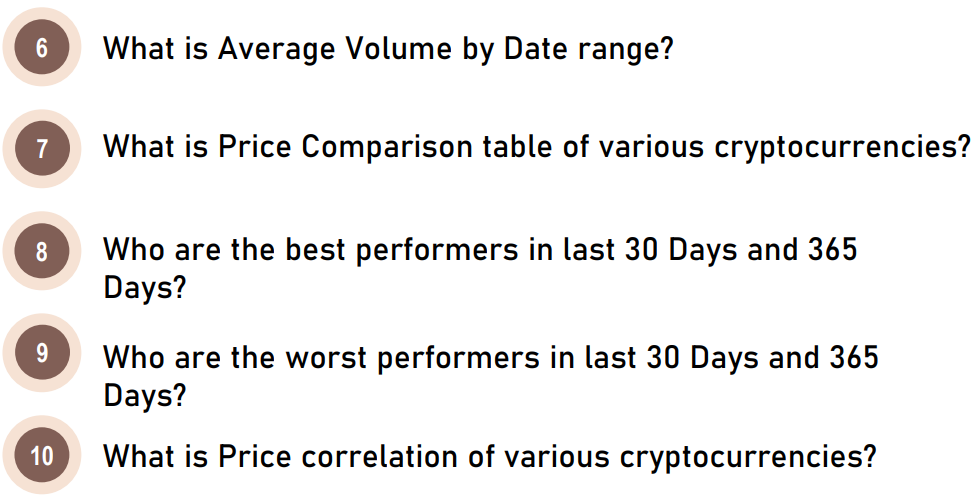 6 What is Average Volume by Date range?
7 What is Price Comparison table of various cryptocurrencies?
8 Who are the best performers in last 30 Days and 365
Days?
9 Who are the worst performers in last 30 Days and 365
Days?
10 What is Price correlation of various cryptocurrencies?